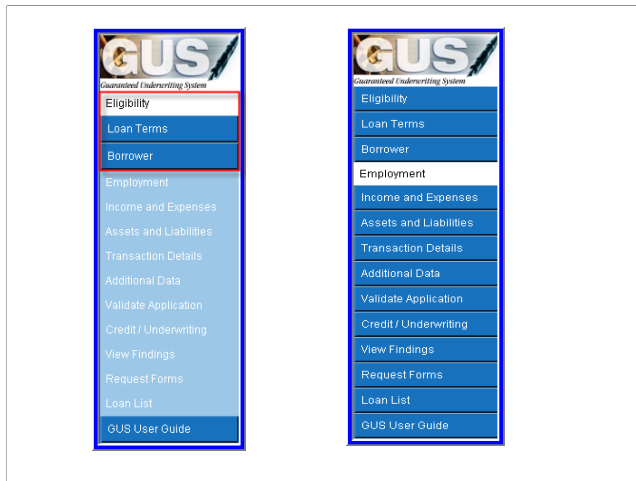 GUS
Guaranteed Underwriting System
Eligibility
Loan Terms
Borrower
Employment
Income and Expenses
Assets and Liabilities
Transaction Details
Additional Data
Validate Application
Credit / Underwriting
View Findings
Request Forms
Loan List
GUS User Guide
GUS
Guaranteed Underwriting System
Eligibility
Loan Terms
Borrower
Employment
Income and Expenses
Assets and Liabilities
Transaction Details
Additional Data
Validate Application
Credit / Underwriting
View Findings
Request Forms
Loan List
GUS User Guide